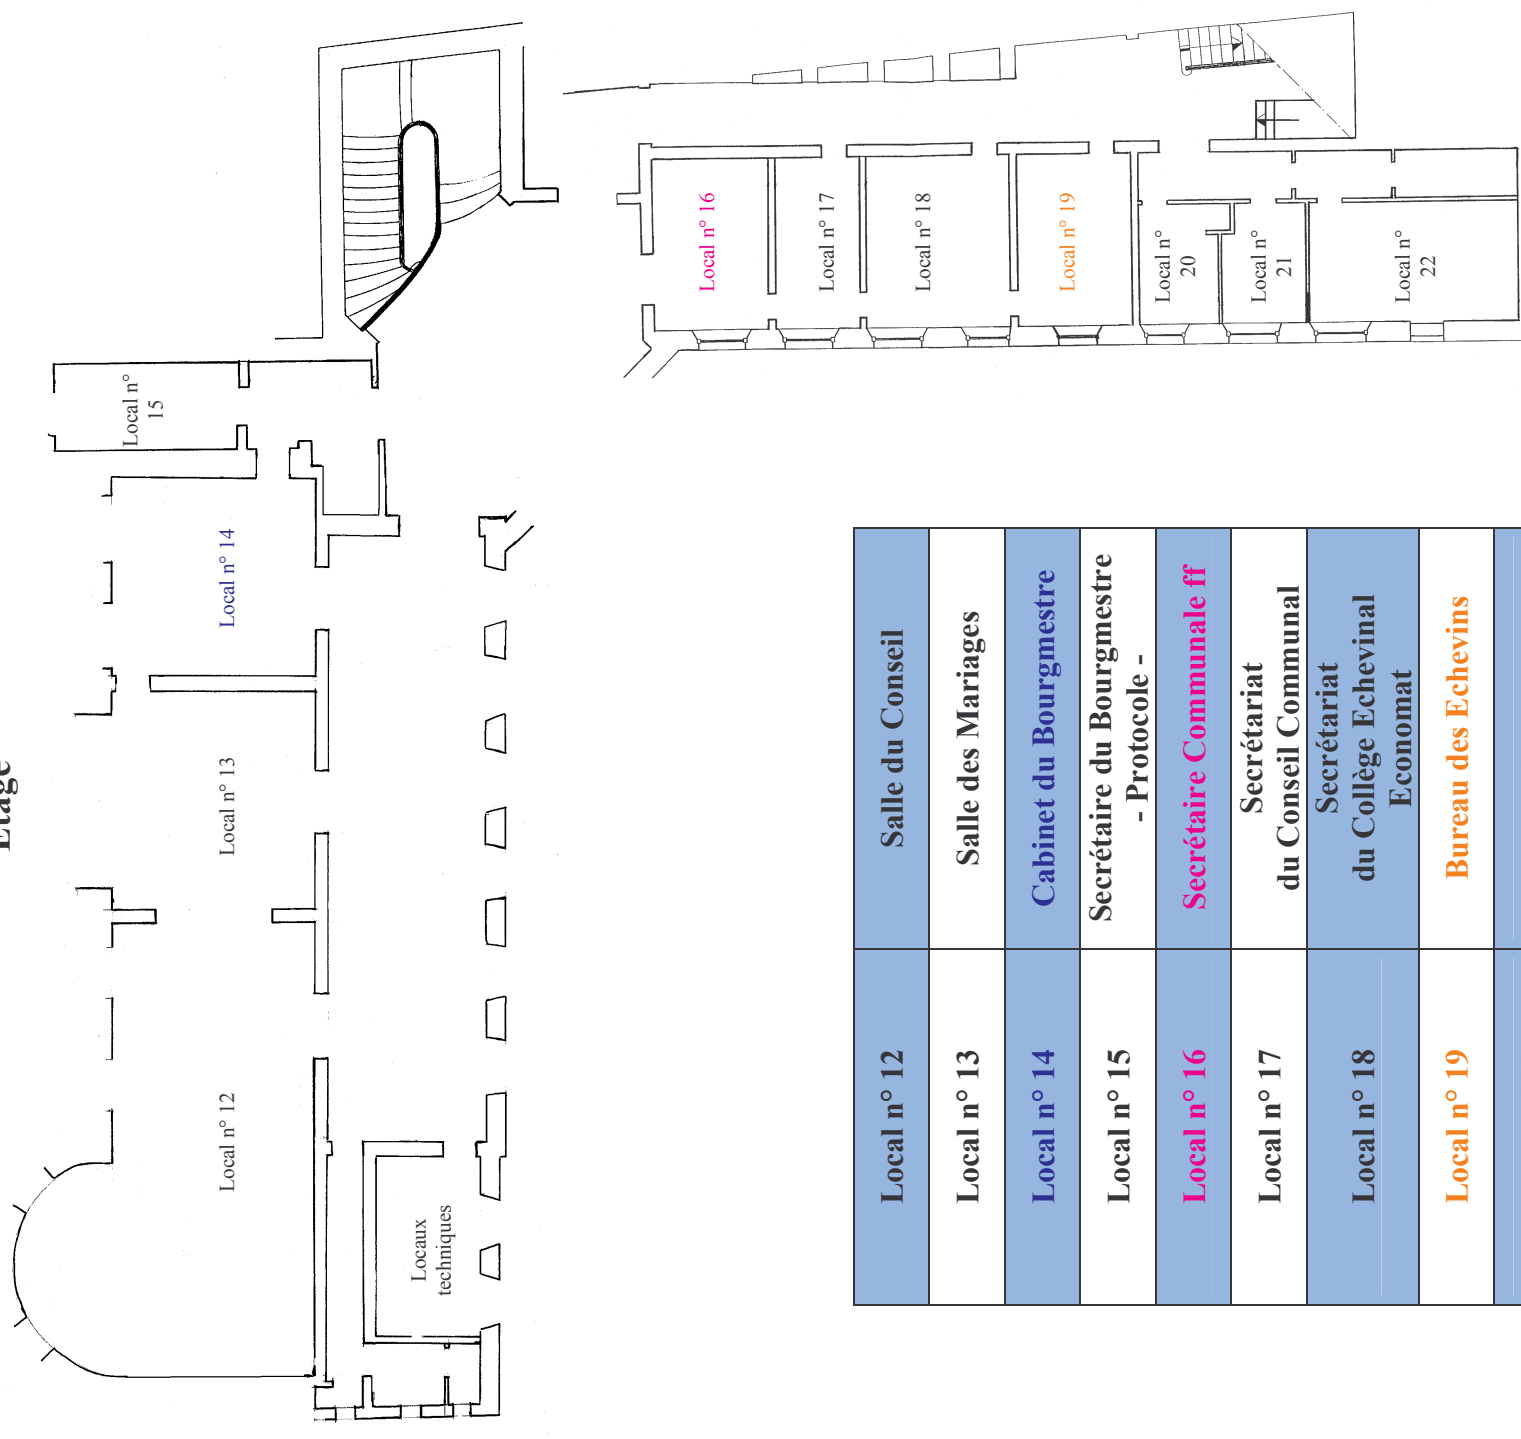 Etage
Local n° 12
Local n° 13
Local n° 14
Local n°
15
Locaux
techniques
Local n° 16
Local n° 17
Local n° 18
Local n° 19
Local n°
20
Local n°
21
Local n°
22
Local n° 12
Salle du Conseil
Local n° 13
Salle des Mariages
Local n° 14
Cabinet du Bourgmestre
Local n° 15
Secrétaire du Bourgmestre
- Protocole -
Local n° 16
Secrétaire Communale ff
Local n° 17
Secrétariat
du Conseil Communal
Local n° 18
Secrétariat
du Collège Echevinal
Economat
Local n° 19
Bureau des Echevins